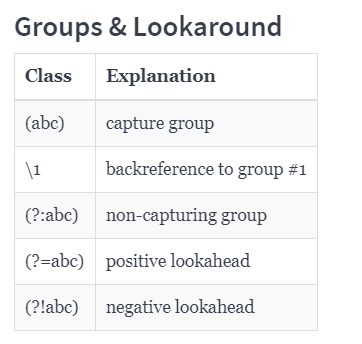 Groups & Lookaround
Class Explanation
(abc) capture group
\1 backreference to group #1
(?:abc) non-capturing group
(?=abc) positive lookahead
(?!abc) negative lookahead